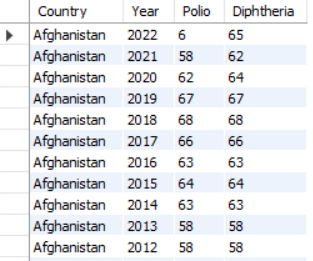 Country Year Polio Diphtheria
Afghanistan 2022 6 65
Afghanistan 2021 58 62
Afghanistan 2020 62 64
Afghanistan 2019 67 67
Afghanistan 2018 68 68
Afghanistan 2017 66 66
Afghanistan 2016 63 63
Afghanistan 2015 64 64
Afghanistan 2014 63 63
Afghanistan 2013 58 58
Afghanistan 2012 58 58